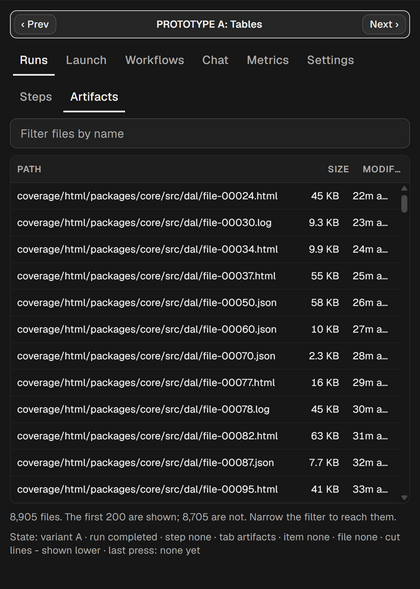 ‹ Prev
PROTOTYPE A: Tables
Next ›
Runs Launch Workflows Chat Metrics Settings
Steps Artifacts
Filter files by name
PATH SIZE MODIF...
coverage/html/packages/core/src/dal/file-00024.html 45 KB 22m a...
coverage/html/packages/core/src/dal/file-00030.log 9.3 KB 23m a...
coverage/html/packages/core/src/dal/file-00034.html 9.9 KB 24m a...
coverage/html/packages/core/src/dal/file-00037.html 55 KB 25m a...
coverage/html/packages/core/src/dal/file-00050.json 58 KB 26m a...
coverage/html/packages/core/src/dal/file-00060.json 10 KB 27m a...
coverage/html/packages/core/src/dal/file-00070.json 2.3 KB 28m a...
coverage/html/packages/core/src/dal/file-00077.html 16 KB 29m a...
coverage/html/packages/core/src/dal/file-00078.log 45 KB 30m a...
coverage/html/packages/core/src/dal/file-00082.html 63 KB 31m a...
coverage/html/packages/core/src/dal/file-00087.json 7.7 KB 32m a...
coverage/html/packages/core/src/dal/file-00095.html 41 KB 33m a...
8,905 files. The first 200 are shown; 8,705 are not. Narrow the filter to reach them.
State: variant A · run completed · step none · tab artifacts · item none · file none · cut
lines - shown lower · last press: none yet